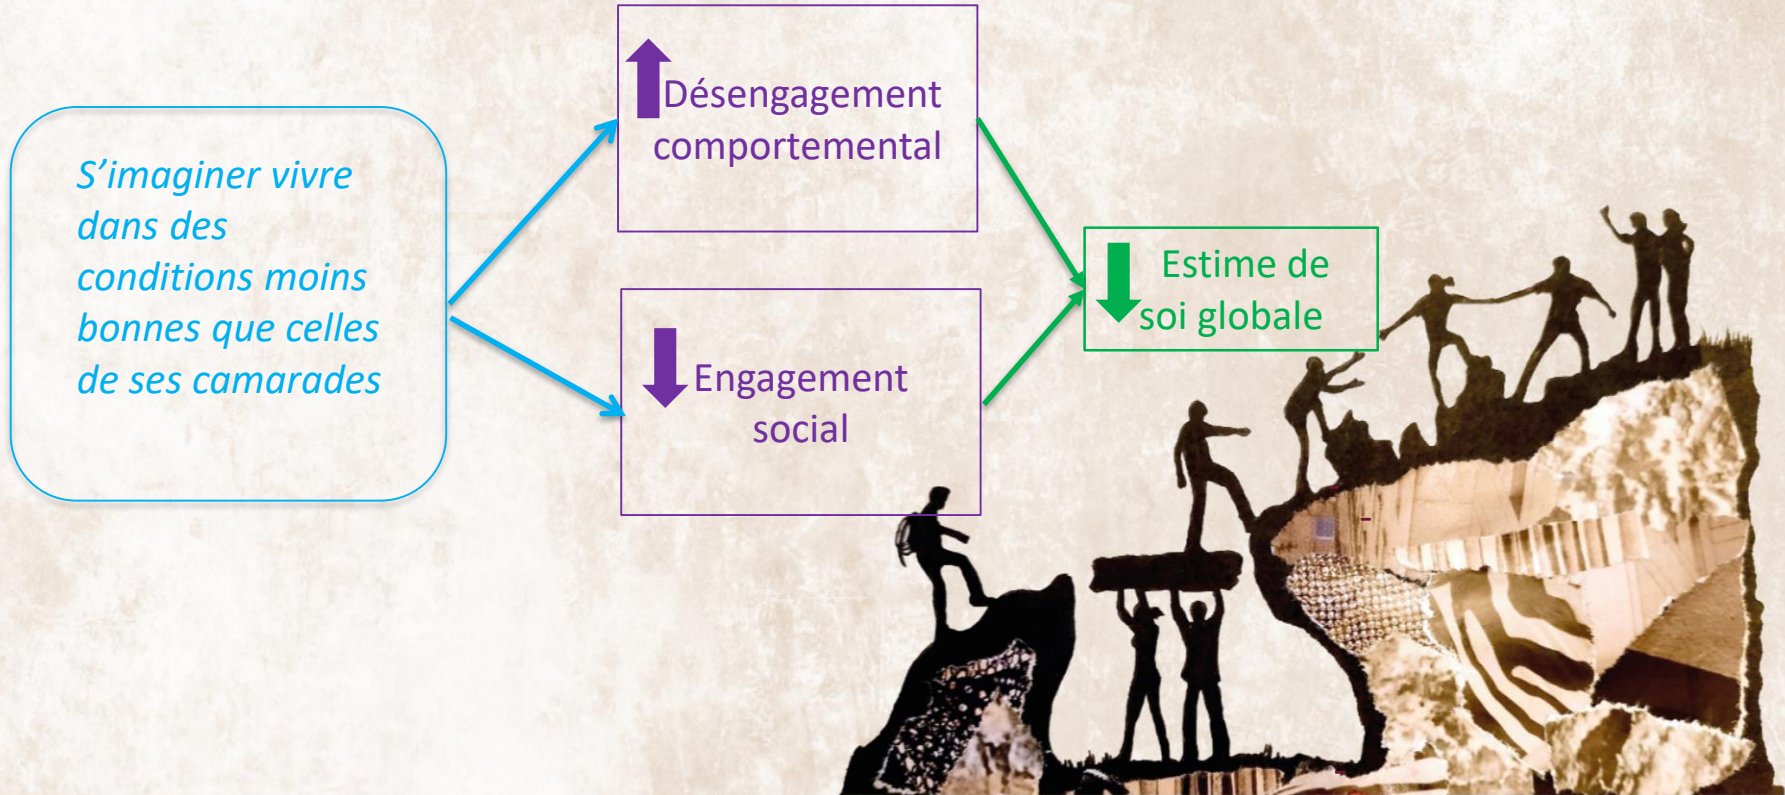 S’imaginer vivre
dans des
conditions moins
bonnes que celles
de ses camarades
Désengagement
comportemental
Engagement
social
Estime de
soi globale